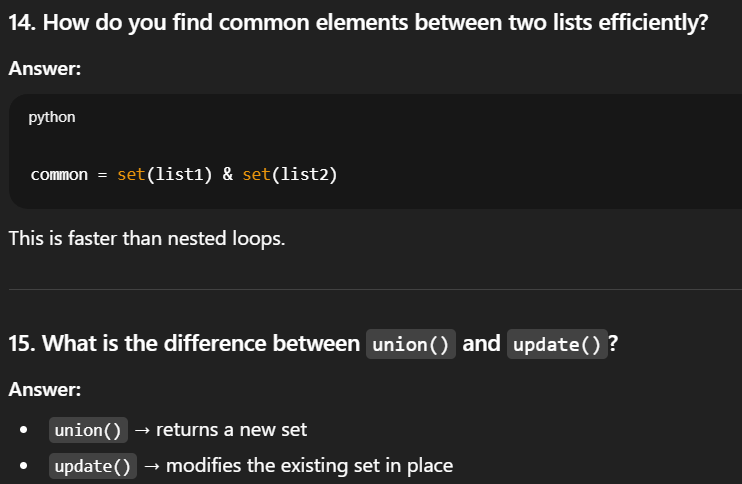 14. How do you find common elements between two lists efficiently?
Answer:
python
common = set(list1) & set(list2)
This is faster than nested loops.
15. What is the difference between union() and update()?
Answer:
• union() → returns a new set
• update() → modifies the existing set in place